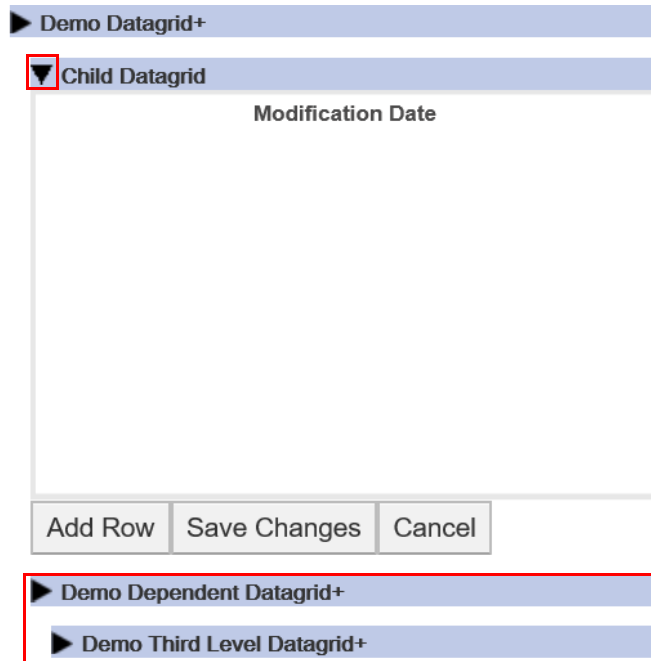 Demo Datagrid+
Child Datagrid
Modification Date
Add Row Save Changes Cancel
Demo Dependent Datagrid+
Demo Third Level Datagrid+